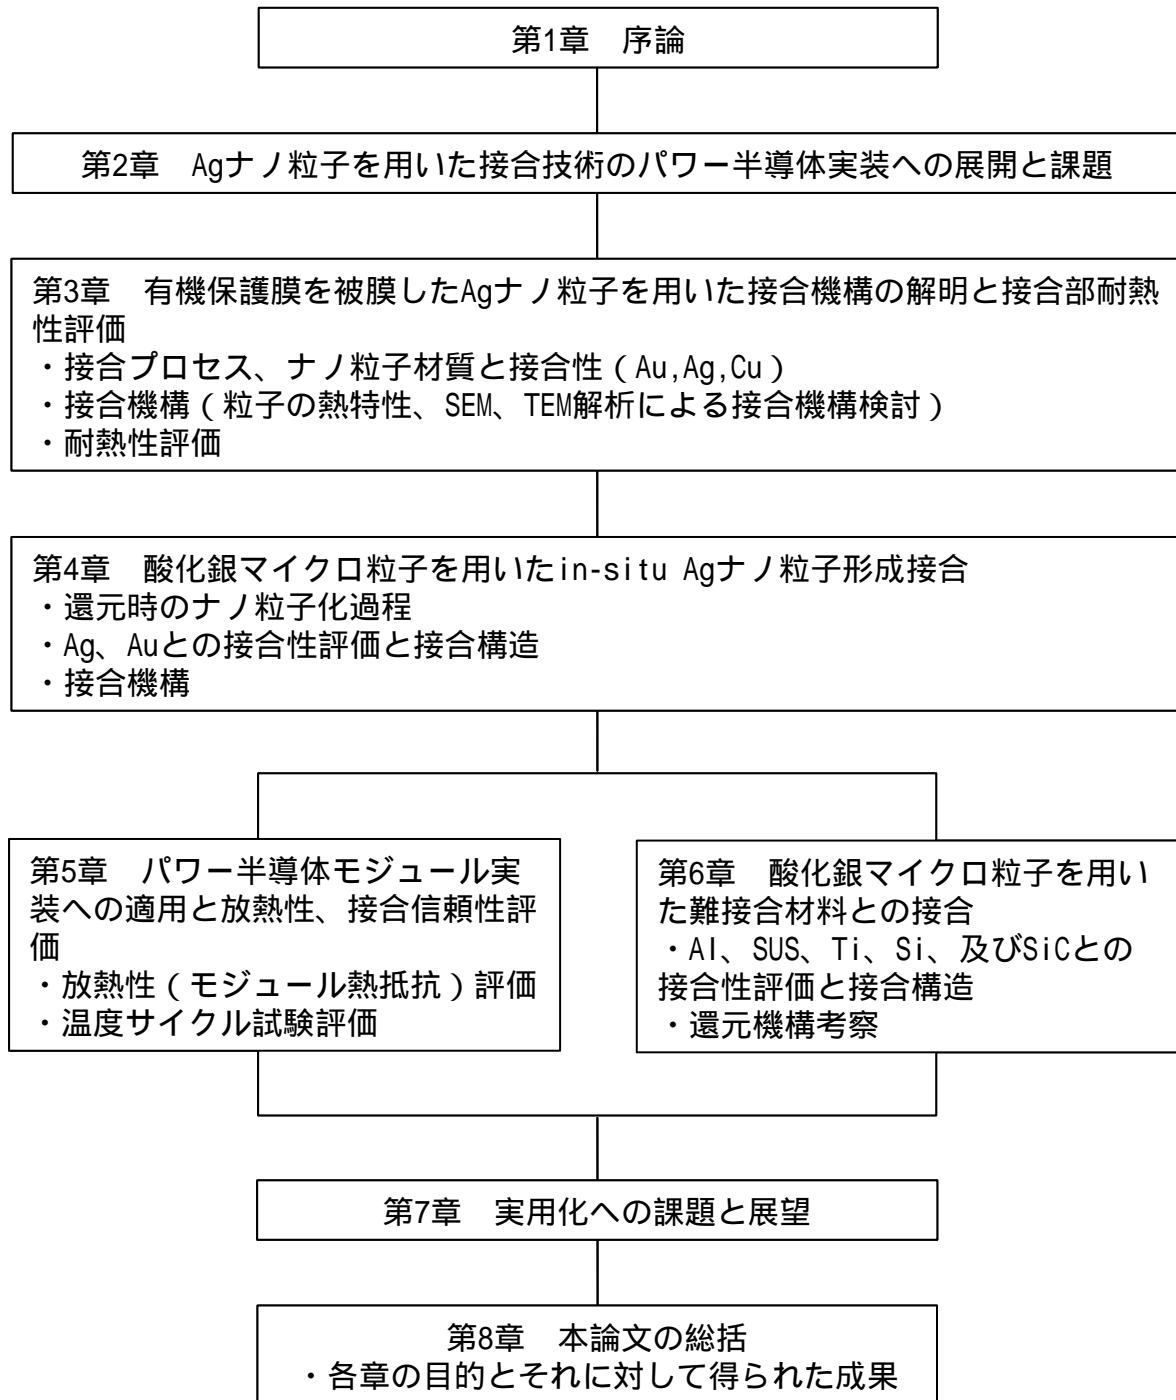 第1章　序論
第2章　Agナノ粒子を用いた接合技術のパワー半導体実装への展開と課題
第3章　有機保護膜を被膜したAgナノ粒子を用いた接合機構の解明と接合部耐熱
性評価
・接合プロセス、ナノ粒子材質と接合性（Au,Ag,Cu）
・接合機構（粒子の熱特性、SEM、TEM解析による接合機構検討）
・耐熱性評価
第4章　酸化銀マイクロ粒子を用いたin-situ Agナノ粒子形成接合
・還元時のナノ粒子化過程
・Ag、Auとの接合性評価と接合構造
・接合機構
第5章　パワー半導体モジュール実
装への適用と放熱性、接合信頼性評
価
・放熱性（モジュール熱抵抗）評価
・温度サイクル試験評価
第6章　酸化銀マイクロ粒子を用い
た難接合材料との接合
・Al、SUS、Ti、Si、及びSiCとの
接合性評価と接合構造
・還元機構考察
第7章　実用化への課題と展望
第8章　本論文の総括
・各章の目的とそれに対して得られた成果